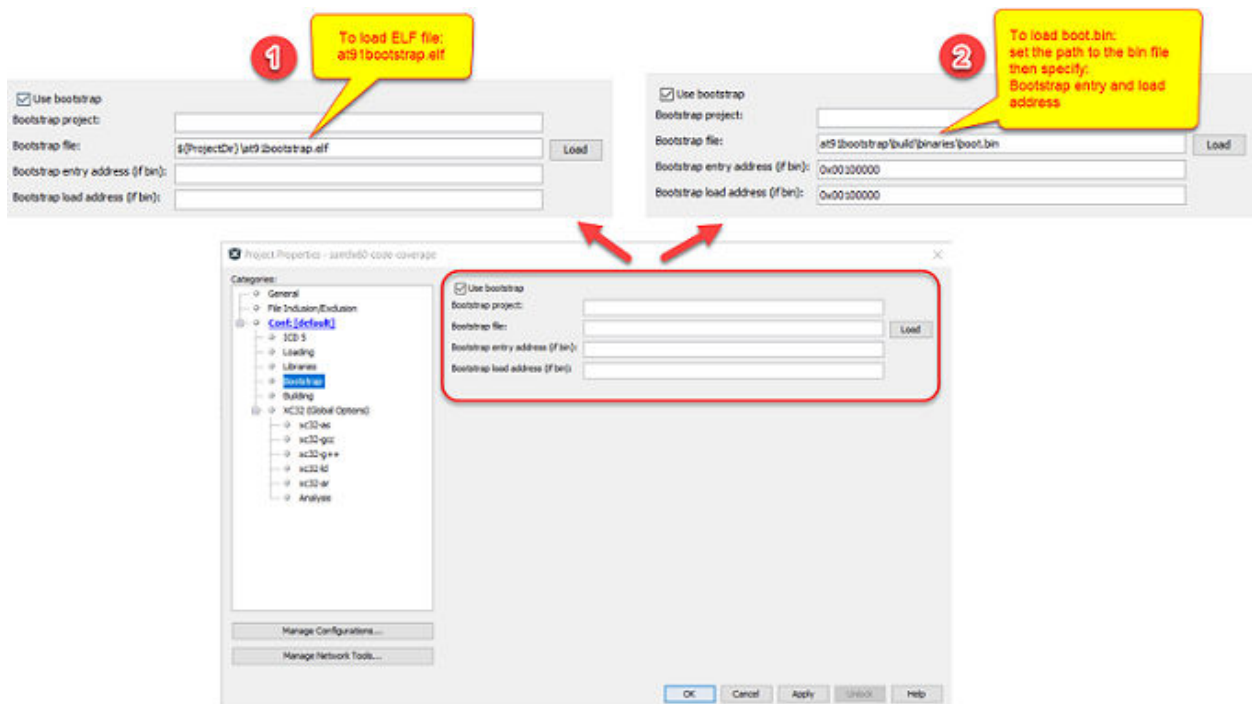 1
To load ELF file:
at91bootstrap.elf
Use bootstrap
Bootstrap project:
Bootstrap file:
${ProjectDir}\at91bootstrap.elf
Load
Bootstrap entry address (if bin):
Bootstrap load address (if bin):
2
To load boot.bin:
set the path to the bin file
then specify:
Bootstrap entry and load
address
Use bootstrap
Bootstrap project:
Bootstrap file:
at91bootstrap\build\binaries\boot.bin
Load
Bootstrap entry address (if bin):
0x00100000
Bootstrap load address (if bin):
0x00100000
Project Properties - sam9x60-code-coverage
Categories:
General
File Inclusion/Exclusion
Conf: [default]
ICD 5
Loading
Libraries
Bootstrap
Building
XC32 (Global Options)
xc32-as
xc32-gcc
xc32-g++
xc32-ld
xc32-ar
Analysis
Manage Configurations...
Manage Network Tools...
Use bootstrap
Bootstrap project:
Bootstrap file:
Load
Bootstrap entry address (if bin):
Bootstrap load address (if bin):
OK
Cancel
Apply
Unlock
Help